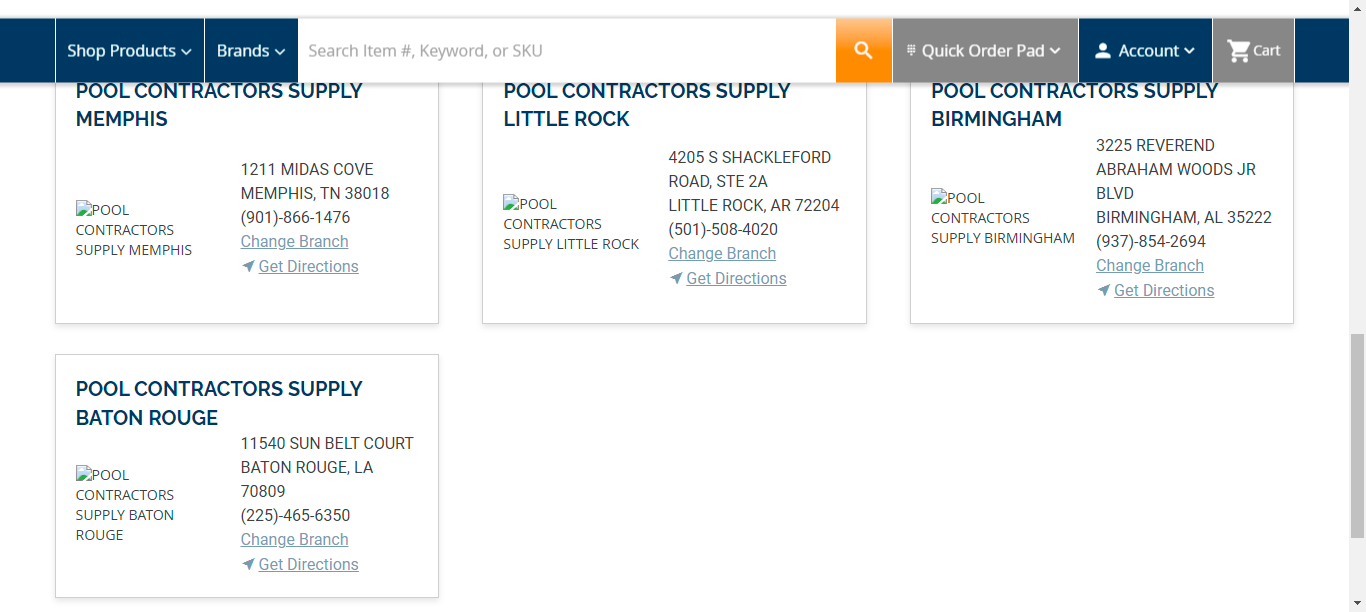 Shop Products
Brands
Search Item #, Keyword, or SKU
Quick Order Pad
Account
Cart
POOL CONTRACTORS SUPPLY
MEMPHIS
POOL
CONTRACTORS
SUPPLY MEMPHIS
1211 MIDAS COVE
MEMPHIS, TN 38018
(901)-866-1476
Change Branch
Get Directions
POOL CONTRACTORS SUPPLY
LITTLE ROCK
POOL
CONTRACTORS
SUPPLY LITTLE ROCK
4205 S SHACKLEFORD
ROAD, STE 2A
LITTLE ROCK, AR 72204
(501)-508-4020
Change Branch
Get Directions
POOL CONTRACTORS SUPPLY
BIRMINGHAM
POOL
CONTRACTORS
SUPPLY BIRMINGHAM
3225 REVEREND
ABRAHAM WOODS JR
BLVD
BIRMINGHAM, AL 35222
(937)-854-2694
Change Branch
Get Directions
POOL CONTRACTORS SUPPLY
BATON ROUGE
POOL
CONTRACTORS
SUPPLY BATON
ROUGE
11540 SUN BELT COURT
BATON ROUGE, LA
70809
(225)-465-6350
Change Branch
Get Directions